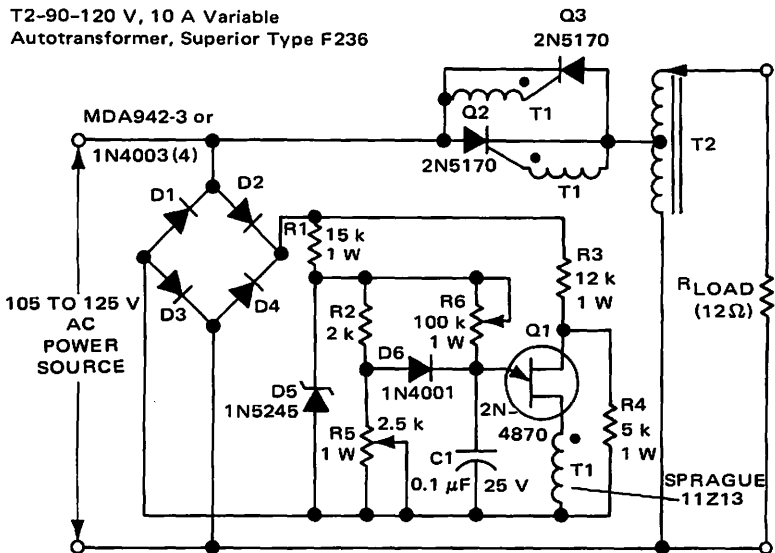 T2–90–120 V, 10 A Variable
Autotransformer, Superior Type F236
Q3
2N5170
T1
Q2
2N5170
T1
T2
MDA942-3 or
1N4003(4)
D1
D2
D3
D4
105 TO 125 V
AC
POWER
SOURCE
R1
15 k
1 W
R2
2 k
D5
1N5245
R5
1 W
2.5 k
D6
1N4001
R6
100 k
1 W
C1
0.1 μF
25 V
R3
12 k
1 W
Q1
2N–
4870
T1
R4
5 k
1 W
SPRAGUE
11Z13
RLOAD
(12Ω)